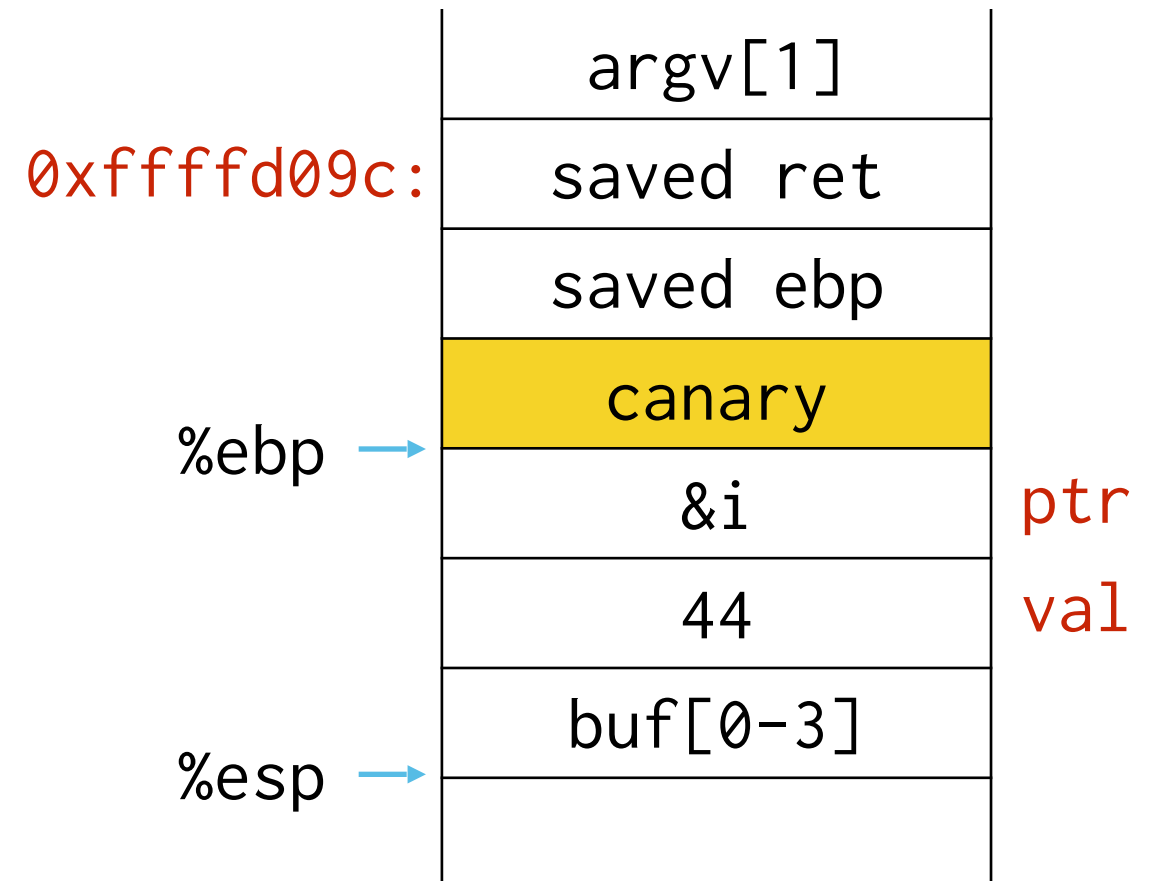 argv[1]
0xffffd09c: saved ret
saved ebp
canary
%ebp
&i ptr
44 val
buf[0-3]
%esp